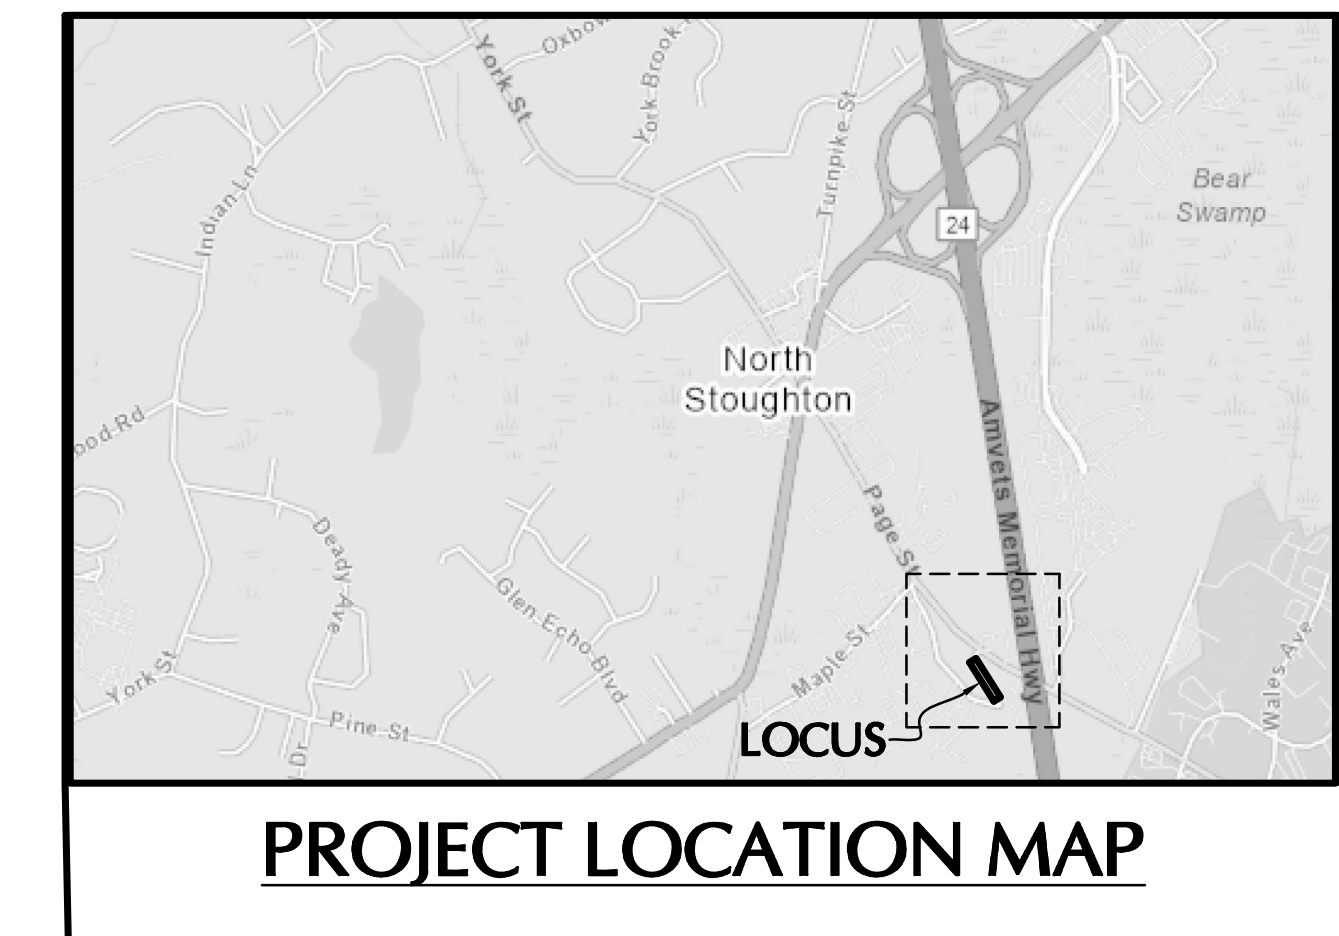 Oxbow
York St
York Brook
Turnpike St
Indian Ln
Bear
Swamp
24
North
Stoughton
ood Rd
Amvets Memorial Hwy
Page St
Deady Ave
Glen Echo Blvd
Maple St
York St
Wales Ave
Pine St
Dr
LOCUS
PROJECT LOCATION MAP